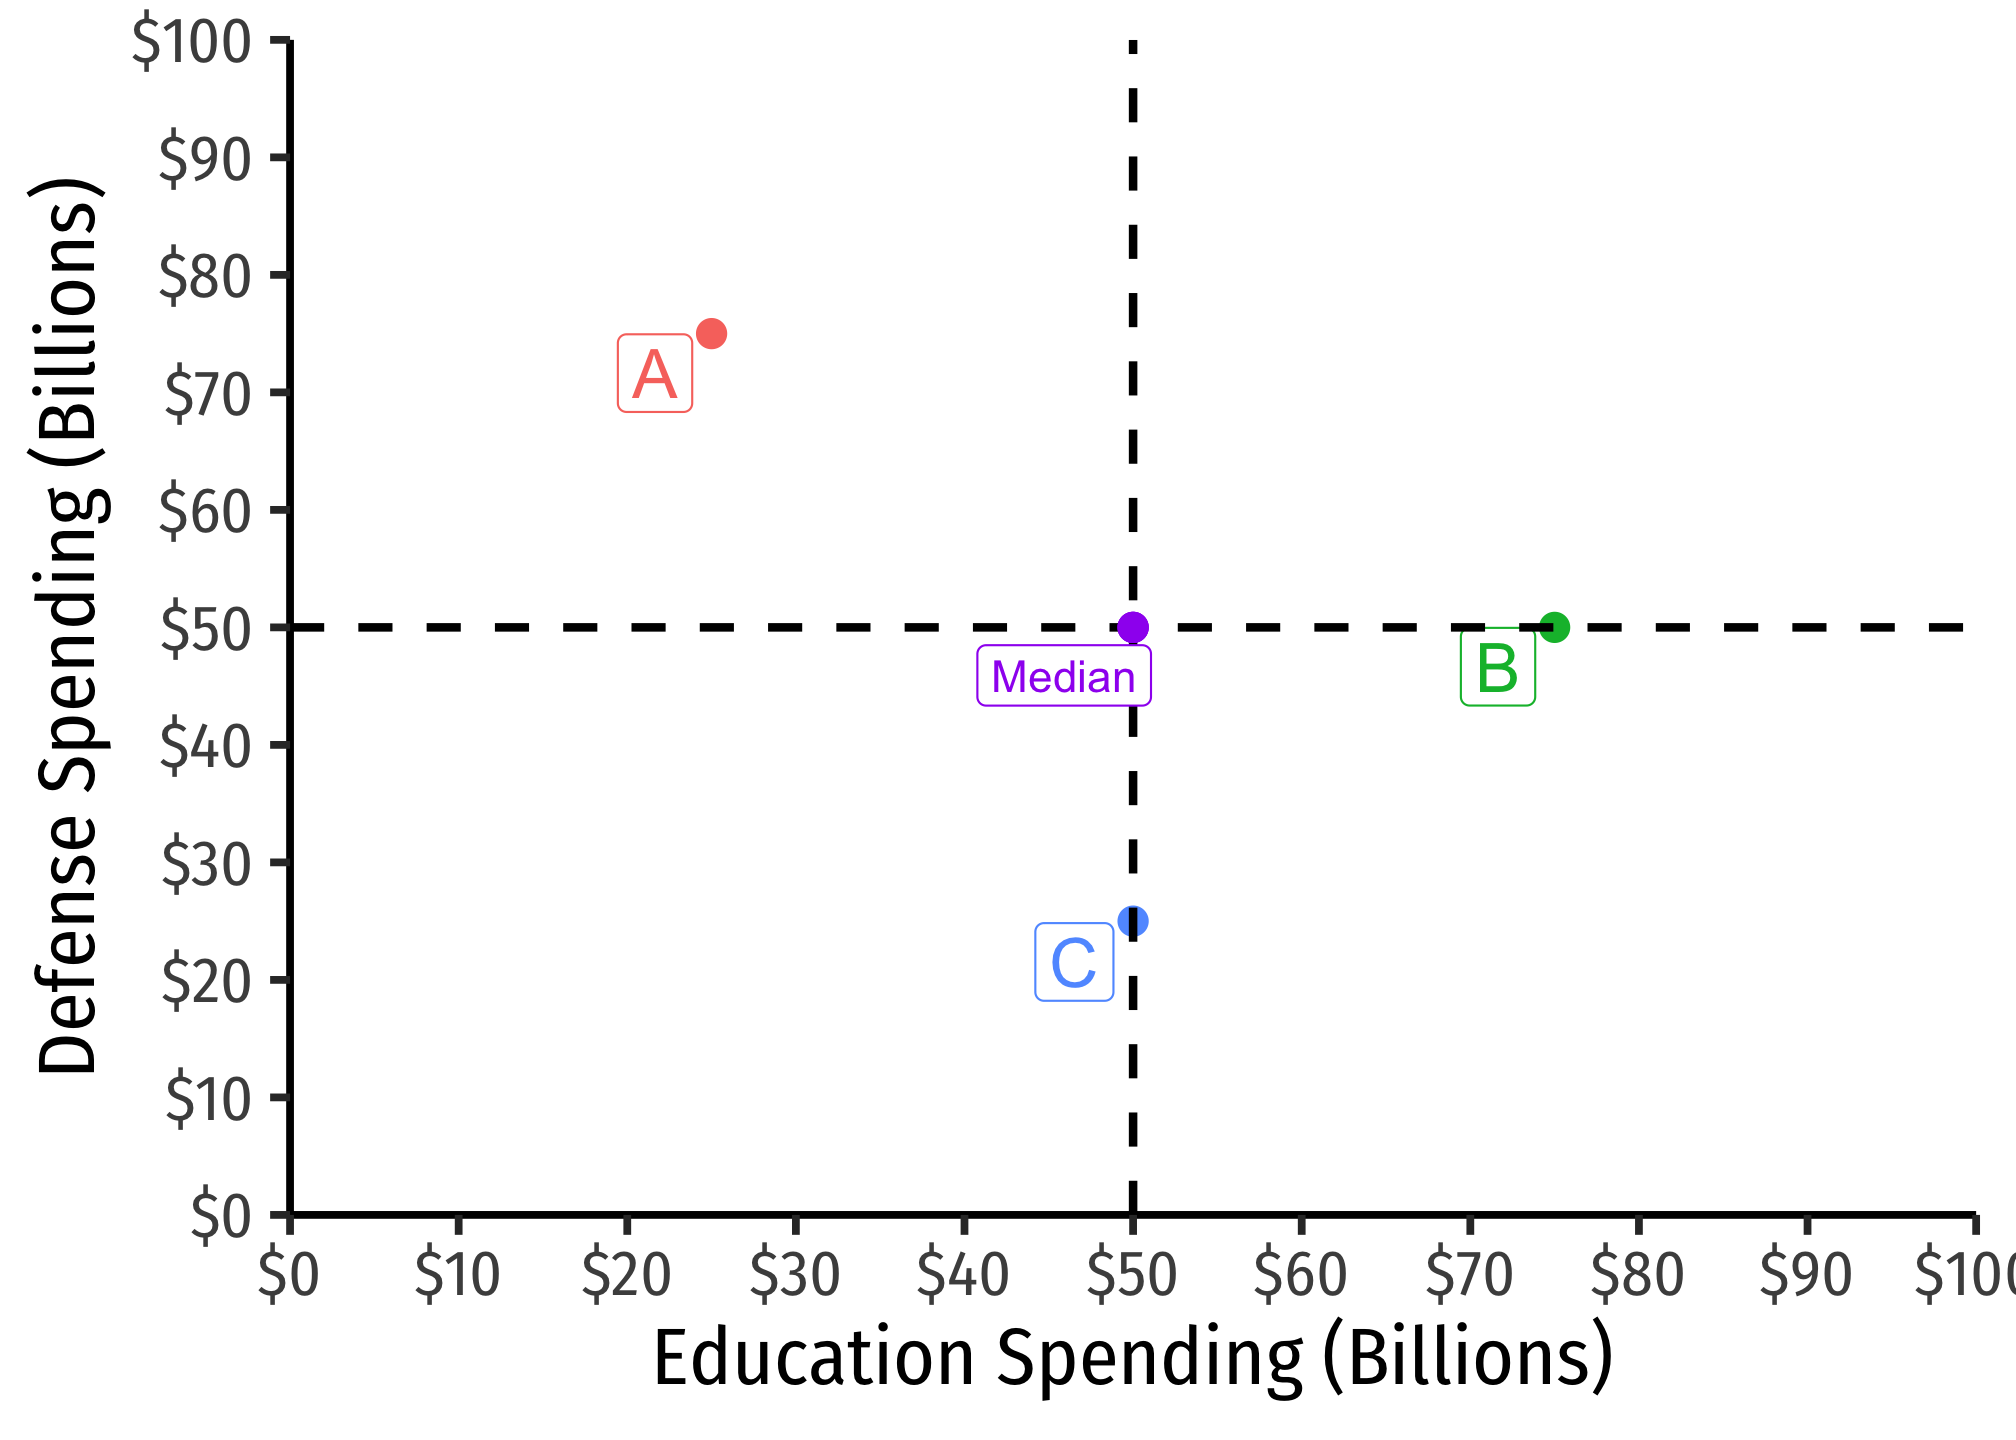 Defense Spending (Billions)
$100
$90
$80
$70
$60
$50
$40
$30
$20
$10
$0
A
Median
B
C
$0 $10 $20 $30 $40 $50 $60 $70 $80 $90 $100
Education Spending (Billions)